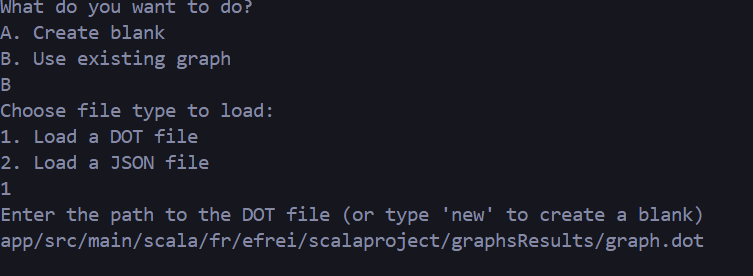 What do you want to do?
A. Create blank
B. Use existing graph
B
Choose file type to load:
1. Load a DOT file
2. Load a JSON file
1
Enter the path to the DOT file (or type 'new' to create a blank)
app/src/main/scala/fr/efrei/scalaproject/graphsResults/graph.dot